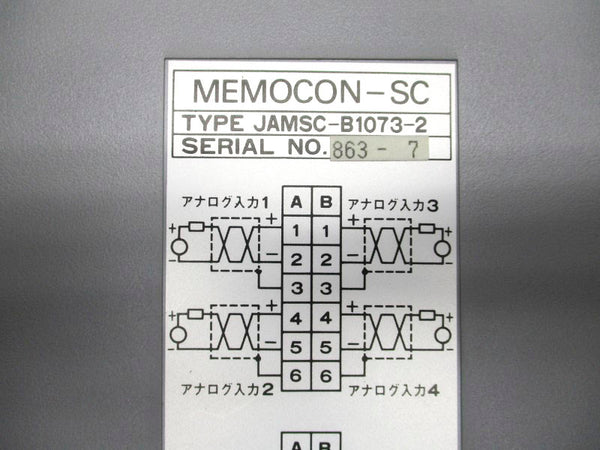 MEMOCON-SC
TYPE JAMSC-B1073-2
SERIAL NO. 863 - 7
アナログ入力1 A B アナログ入力3
+ + 1 1 + +
- - 2 2 - -
3 3
+ + 4 4 + +
- - 5 5 - -
6 6
アナログ入力2 アナログ入力4
A B